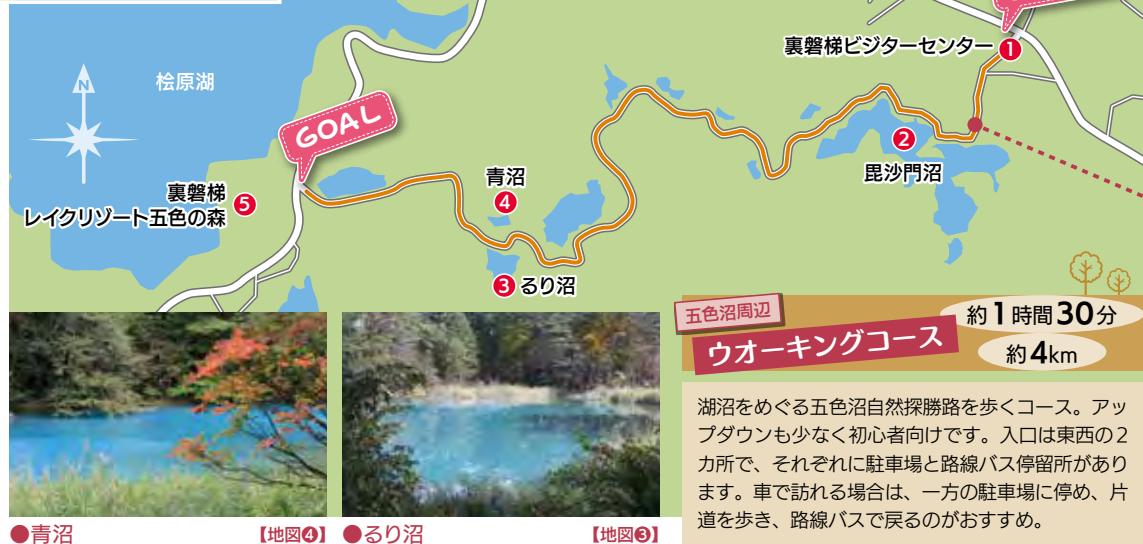 裏磐梯ビジターセンター ❶
N
桧原湖
GOAL
❷
毘沙門沼
青沼
❹
裏磐梯
レイクリゾート五色の森 ❺
❸ るり沼
五色沼周辺
ウオーキングコース
約1時間30分
約4km
湖沼をめぐる五色沼自然探勝路を歩くコース。アッ
プダウンも少なく初心者向けです。入口は東西の2
カ所で、それぞれに駐車場と路線バス停留所があり
ます。車で訪れる場合は、一方の駐車場に停め、片
道を歩き、路線バスで戻るのがおすすめ。
●青沼 【地図❹】
●るり沼 【地図❸】